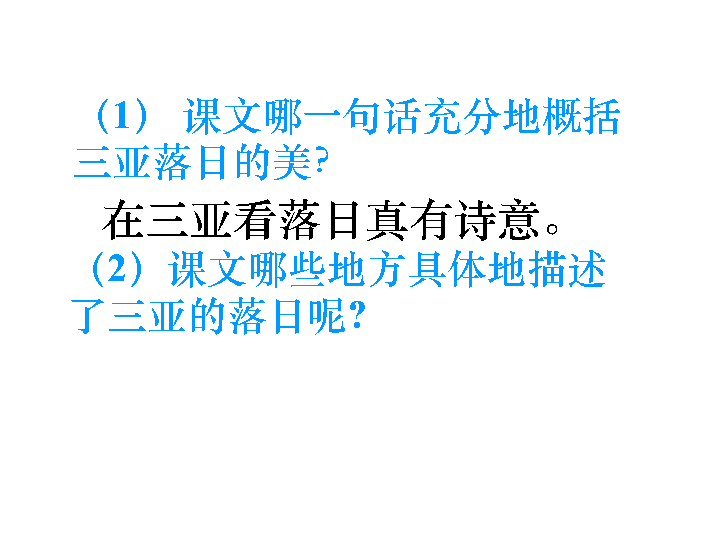 （1） 课文哪一句话充分地概括
三亚落日的美?
在三亚看落日真有诗意。
（2）课文哪些地方具体地描述
了三亚的落日呢?